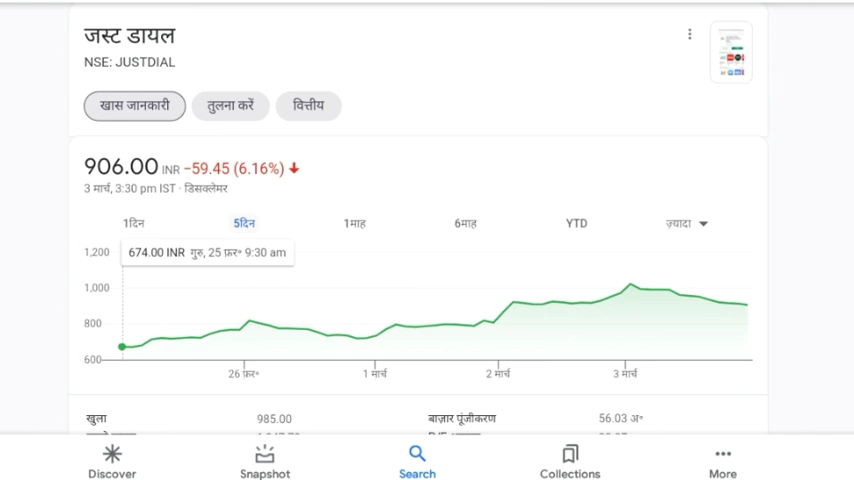 जस्ट डायल
NSE: JUSTDIAL
खास जानकारी तुलना करें वित्तीय
906.00 INR −59.45 (6.16%) ↓
3 मार्च, 3:30 pm IST · डिसक्लेमर
1दिन 5दिन 1माह 6माह YTD ज़्यादा
674.00 INR गुरु, 25 फ़र॰ 9:30 am
1,200
1,000
800
600
26 फ़र॰ 1 मार्च 2 मार्च 3 मार्च
खुला 985.00 बाज़ार पूंजीकरण 56.03 अ॰
Discover Snapshot Search Collections More